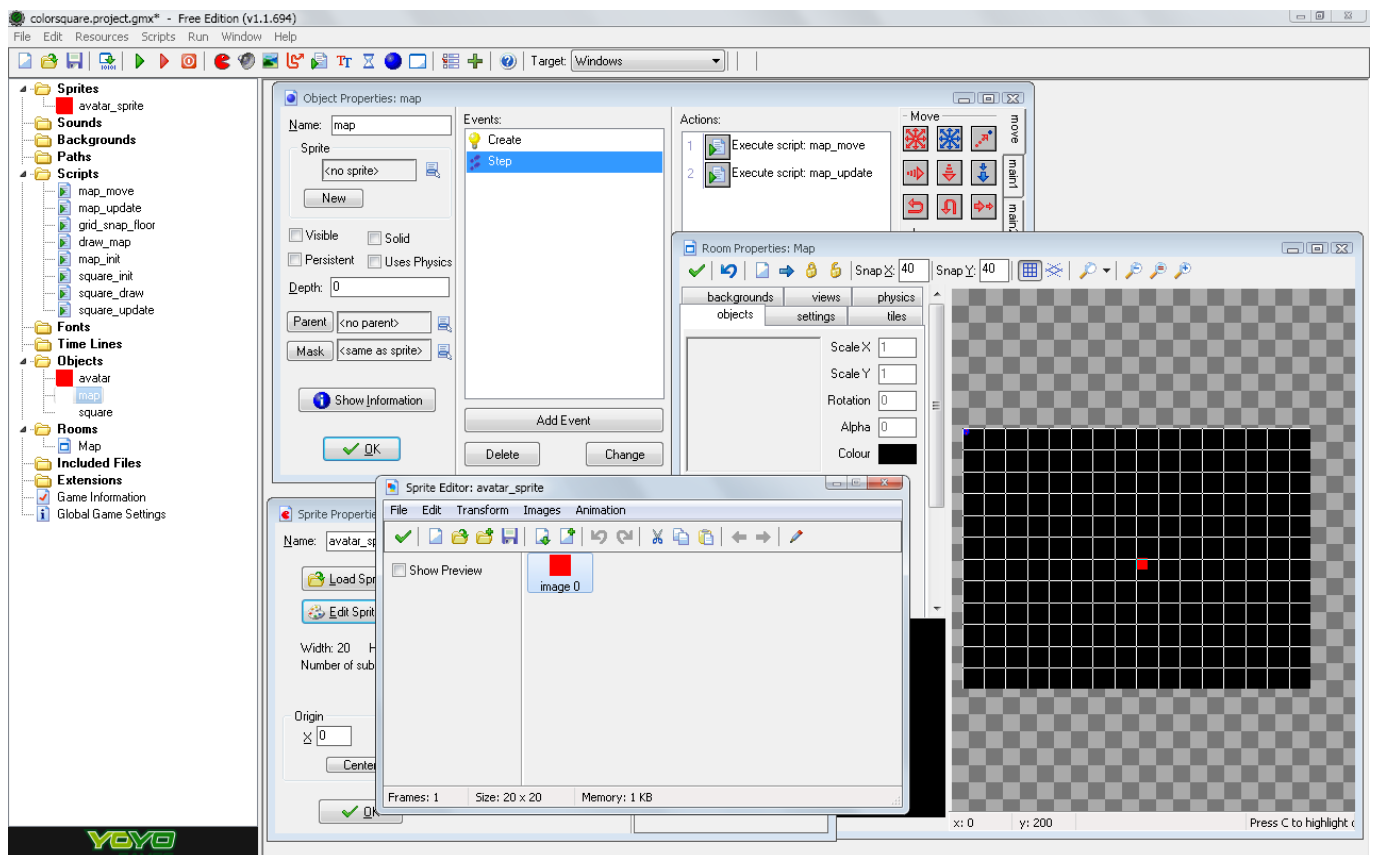 colorsquare.project.gmx* - Free Edition (v1.1.694)
File Edit Resources Scripts Run Window Help
Target: Windows
Sprites
avatar_sprite
Sounds
Backgrounds
Paths
Scripts
map_move
map_update
grid_snap_floor
draw_map
map_init
square_init
square_draw
square_update
Fonts
Time Lines
Objects
avatar
map
square
Rooms
Map
Included Files
Extensions
Game Information
Global Game Settings
YOYO
Object Properties: map
Name: map
Sprite
<no sprite>
New
Visible Solid
Persistent Uses Physics
Depth: 0
Parent <no parent>
Mask <same as sprite>
Show Information
OK
Events:
Create
Step
Add Event
Delete Change
Actions:
1 Execute script: map_move
2 Execute script: map_update
Move
move
main1
main2
Room Properties: Map
Snap X: 40 Snap Y: 40
backgrounds views physics
objects settings tiles
Scale X 1
Scale Y 1
Rotation 0
Alpha 0
Colour
x: 0 y: 200 Press C to highlight
Sprite Propertie
Name: avatar_sp
Load Spr
Edit Sprit
Width: 20 H
Number of sub
Origin
X 0
Center
OK
Sprite Editor: avatar_sprite
File Edit Transform Images Animation
Show Preview
image 0
Frames: 1 Size: 20 x 20 Memory: 1 KB